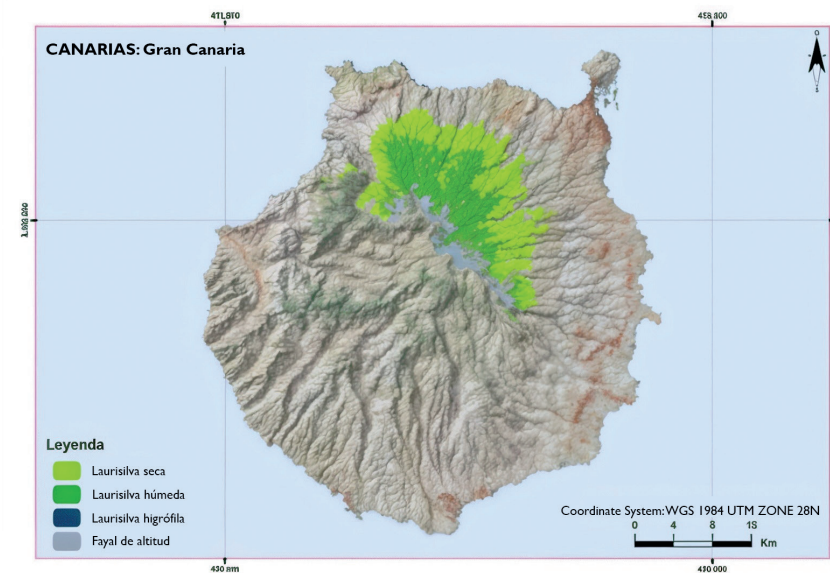 CANARIAS: Gran Canaria
Leyenda
Laurisilva seca
Laurisilva húmeda
Laurisilva higrófila
Fayal de altitud
Coordinate System: WGS 1984 UTM ZONE 28N
0 4 8
Km